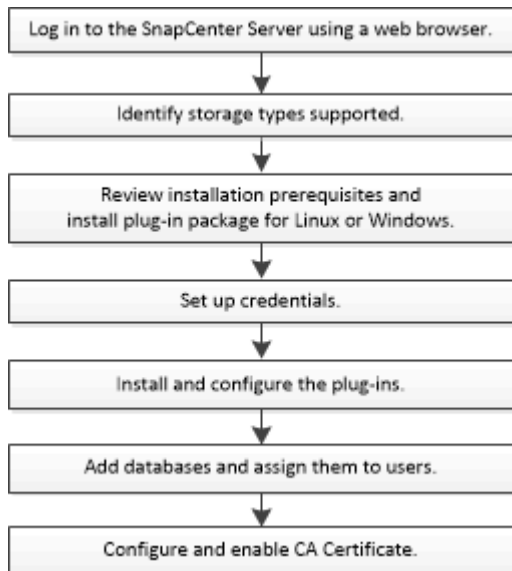 Log in to the SnapCenter Server using a web browser.
Identify storage types supported.
Review installation prerequisites and
install plug-in package for Linux or Windows.
Set up credentials.
Install and configure the plug-ins.
Add databases and assign them to users.
Configure and enable CA Certificate.